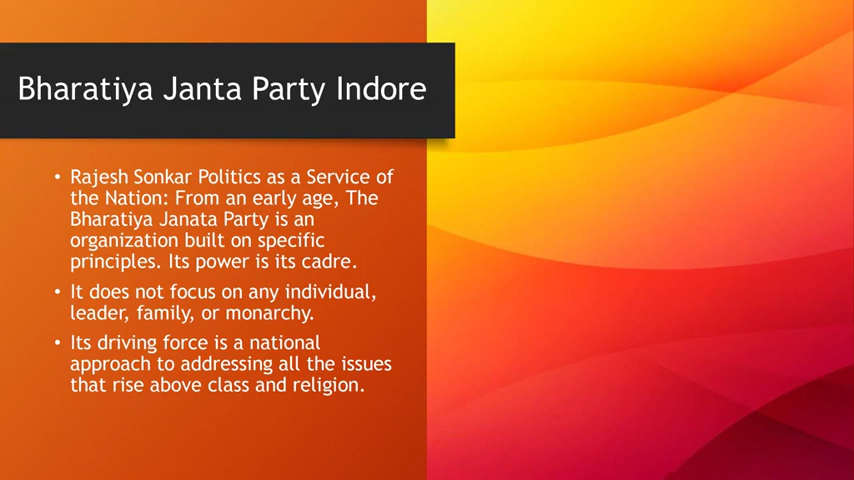 Bharatiya Janta Party Indore
• Rajesh Sonkar Politics as a Service of
the Nation: From an early age, The
Bharatiya Janata Party is an
organization built on specific
principles. Its power is its cadre.
• It does not focus on any individual,
leader, family, or monarchy.
• Its driving force is a national
approach to addressing all the issues
that rise above class and religion.